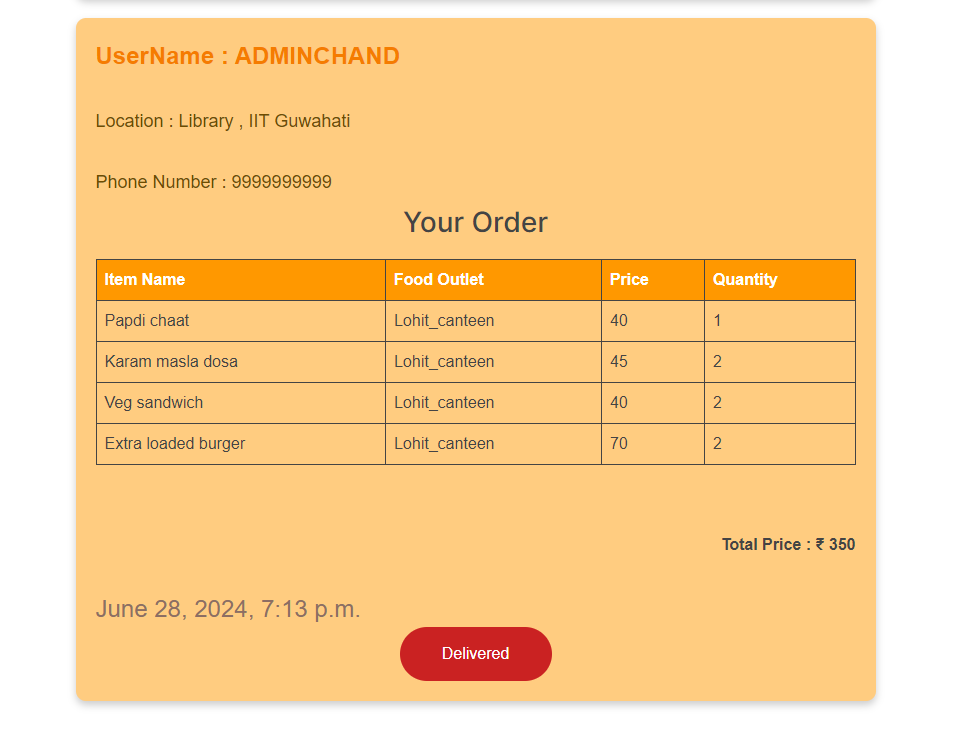 UserName : ADMINCHAND
Location : Library , IIT Guwahati
Phone Number : 9999999999
Your Order
Item Name Food Outlet Price Quantity
Papdi chaat Lohit_canteen 40 1
Karam masla dosa Lohit_canteen 45 2
Veg sandwich Lohit_canteen 40 2
Extra loaded burger Lohit_canteen 70 2
Total Price : ₹ 350
June 28, 2024, 7:13 p.m.
Delivered